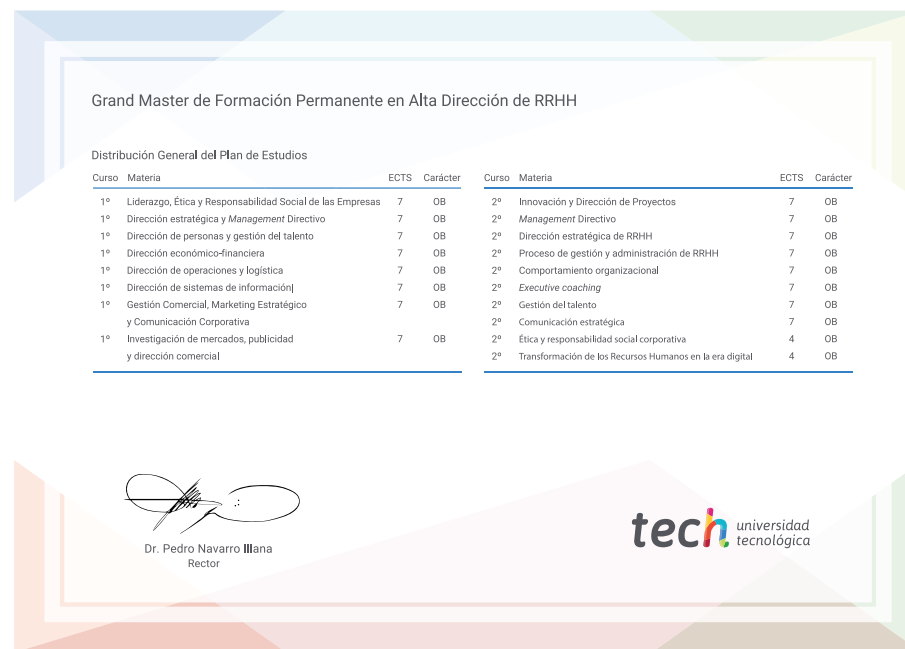 Grand Master de Formación Permanente en Alta Dirección de RRHH
Distribución General del Plan de Estudios
Curso Materia ECTS Carácter
1º Liderazgo, Ética y Responsabilidad Social de las Empresas 7 OB
1º Dirección estratégica y Management Directivo 7 OB
1º Dirección de personas y gestión del talento 7 OB
1º Dirección económico-financiera 7 OB
1º Dirección de operaciones y logística 7 OB
1º Dirección de sistemas de información 7 OB
1º Gestión Comercial, Marketing Estratégico 7 OB
y Comunicación Corporativa
1º Investigación de mercados, publicidad 7 OB
y dirección comercial
Curso Materia ECTS Carácter
2º Innovación y Dirección de Proyectos 7 OB
2º Management Directivo 7 OB
2º Dirección estratégica de RRHH 7 OB
2º Proceso de gestión y administración de RRHH 7 OB
2º Comportamiento organizacional 7 OB
2º Executive coaching 7 OB
2º Gestión del talento 7 OB
2º Comunicación estratégica 7 OB
2º Ética y responsabilidad social corporativa 4 OB
2º Transformación de los Recursos Humanos en la era digital 4 OB
Dr. Pedro Navarro Illana
Rector
tech universidad
tecnológica